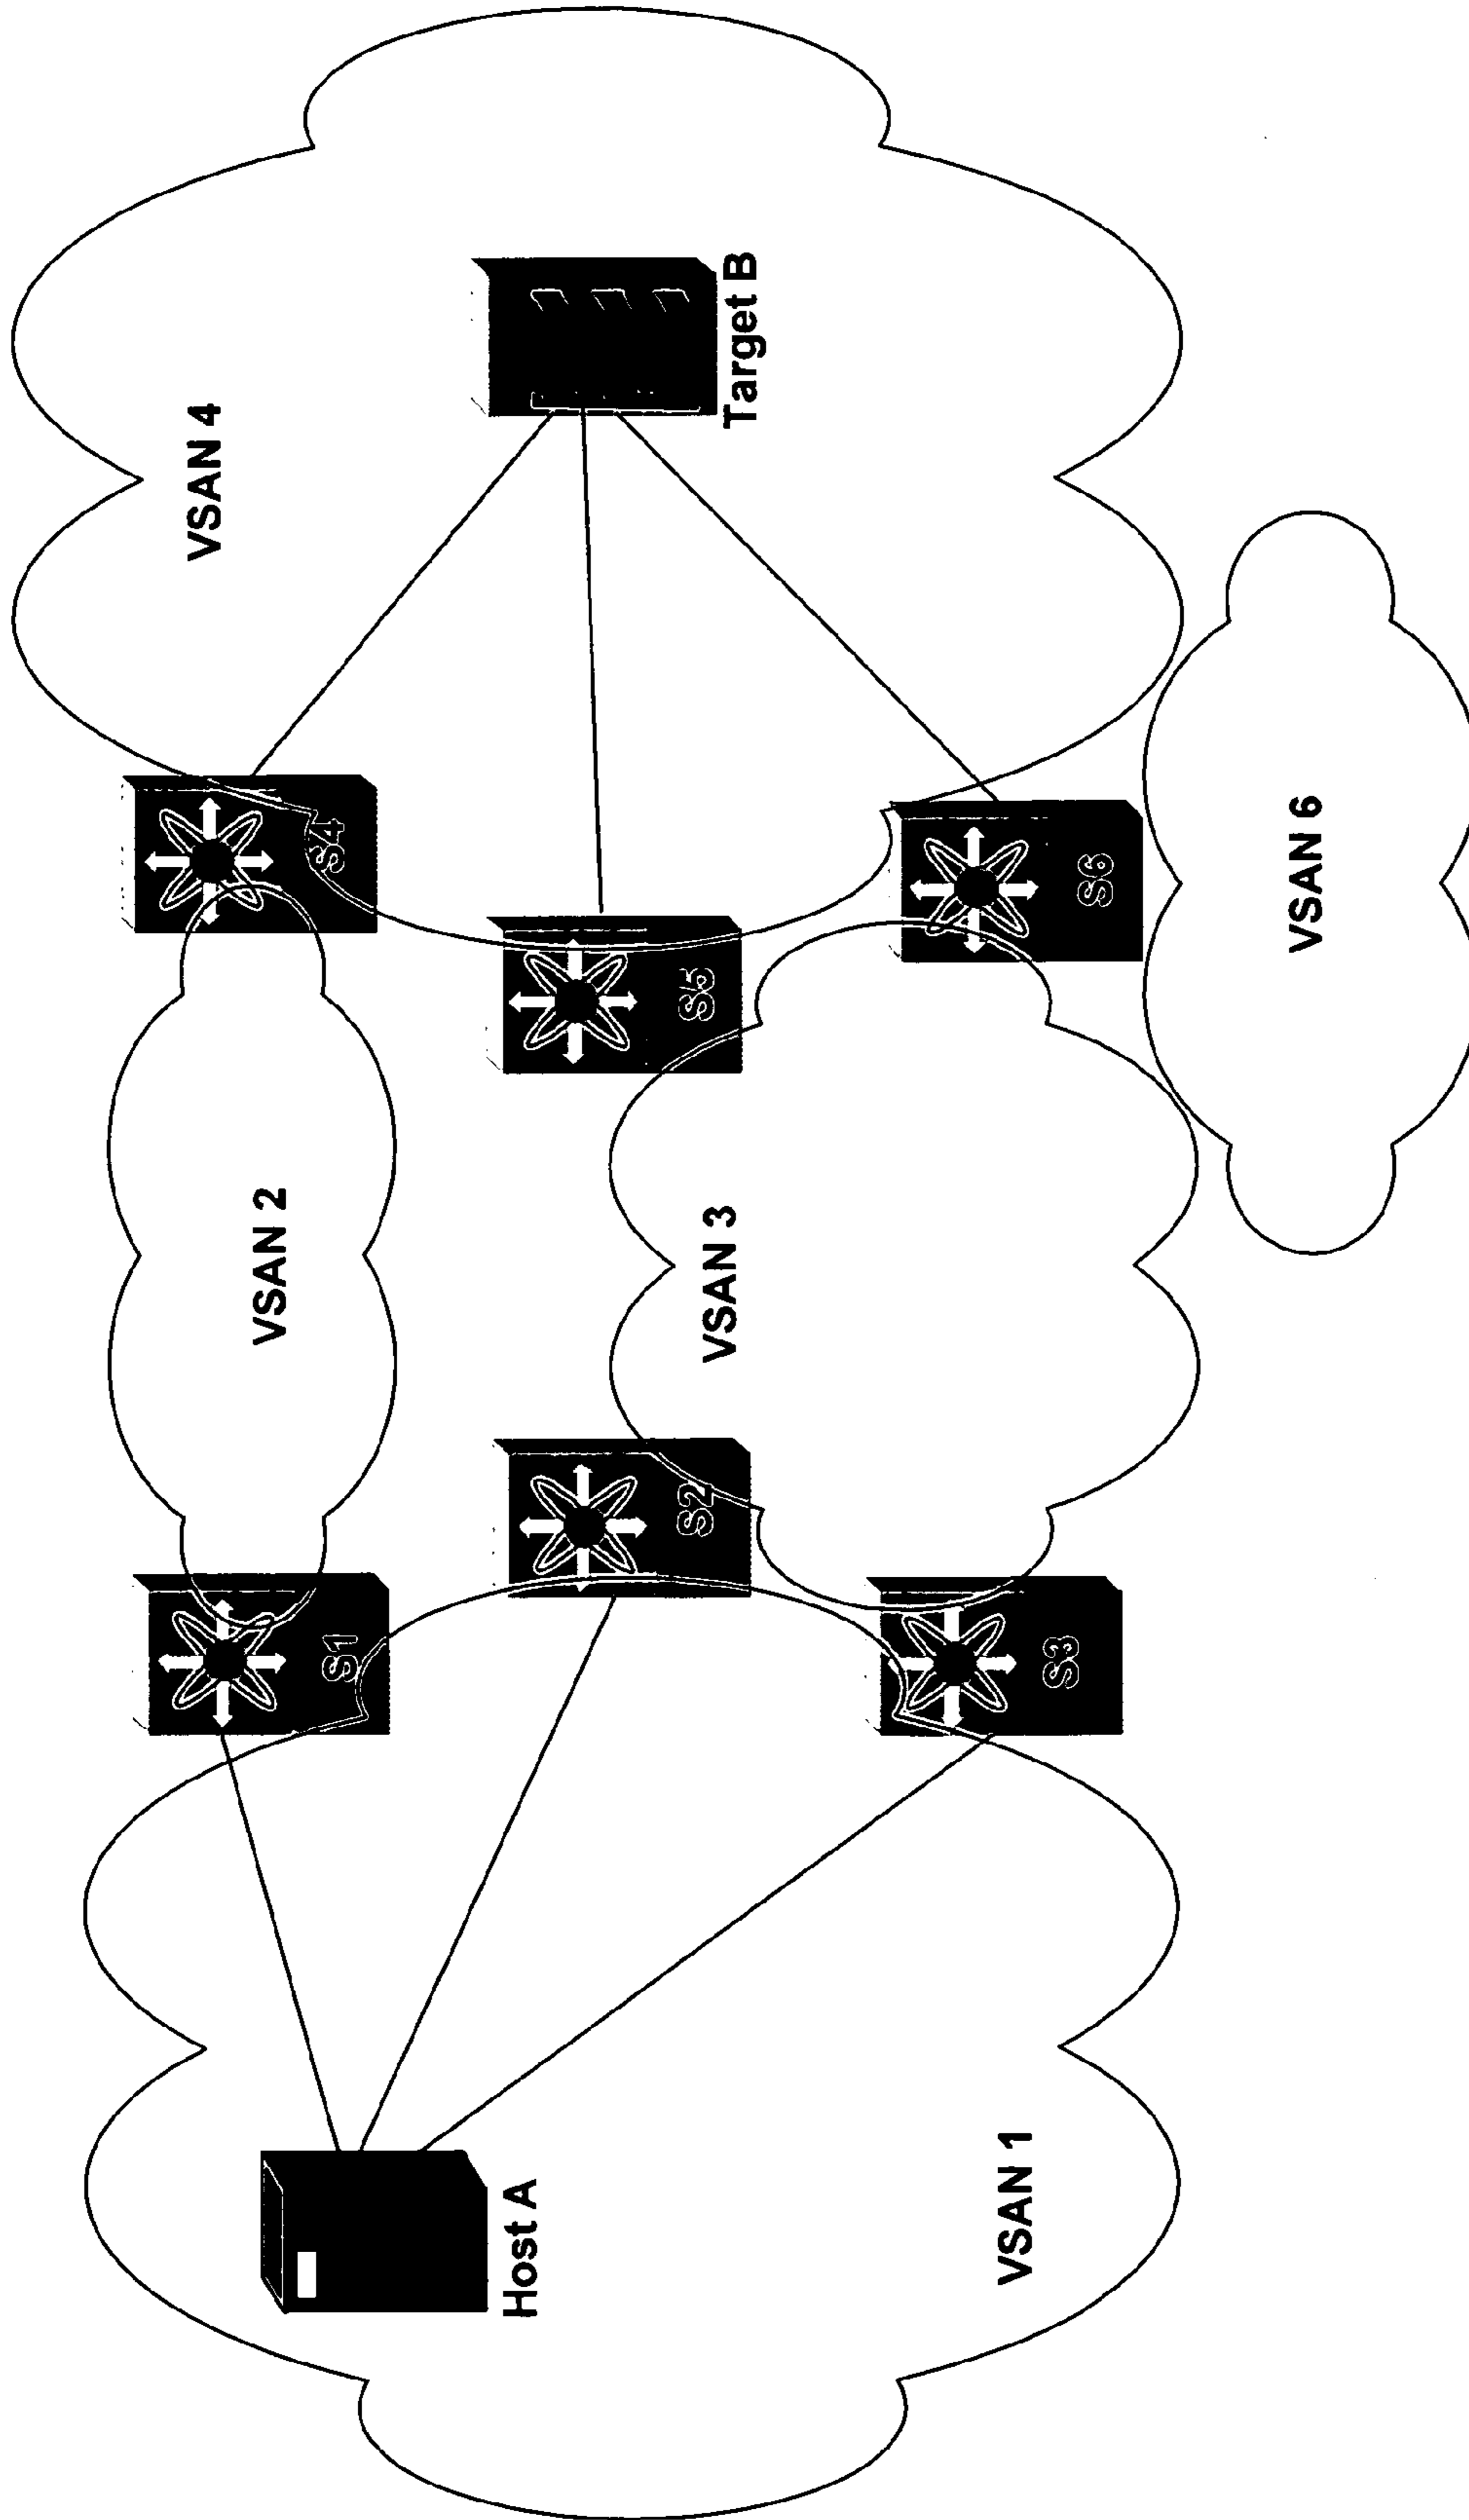 VSAN 4
Target B
S4
S5
S6
VSAN 6
VSAN 2
VSAN 3
S1
S2
S3
Host A
VSAN 1